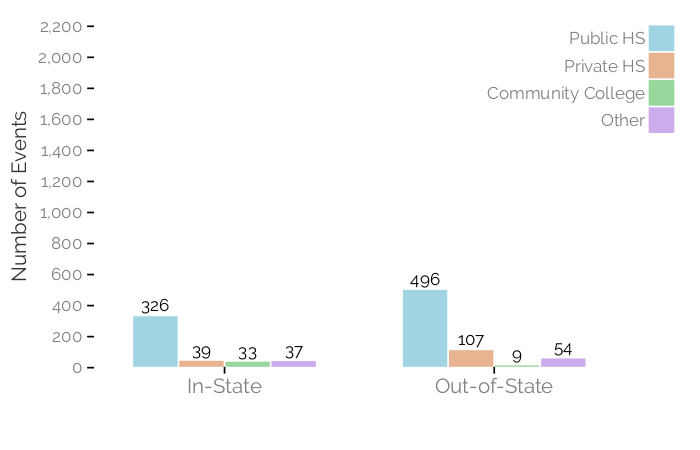 Number of Events
2,200
2,000
1,800
1,600
1,400
1,200
1,000
800
600
400
200
0
Public HS
Private HS
Community College
Other
326
39
33
37
496
107
9
54
In-State
Out-of-State